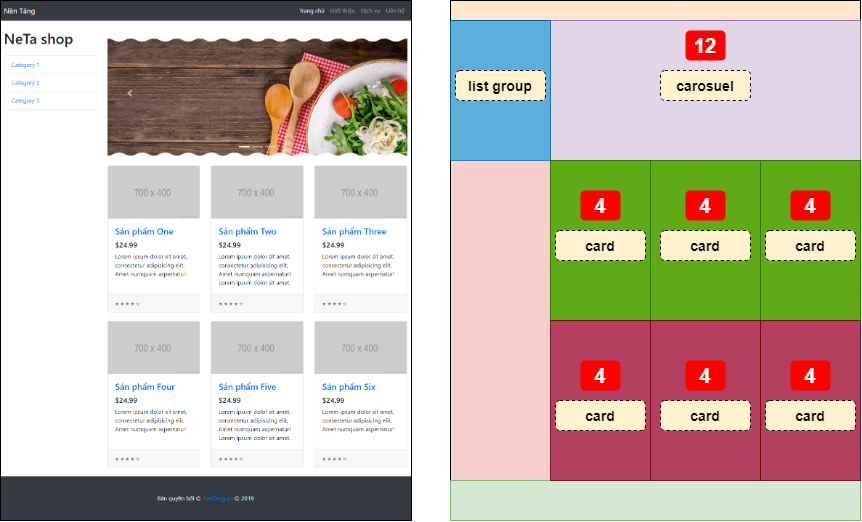 Nền Tảng
Trang chủ Giới thiệu Dịch vụ Liên hệ
NeTa shop
Category 1
Category 2
Category 3
700 x 400
700 x 400
700 x 400
Sản phẩm One
$24.99
Lorem ipsum dolor sit amet,
consectetur adipisicing elit.
Amet numquam aspernatur!
★ ★ ★ ★ ☆
Sản phẩm Two
$24.99
Lorem ipsum dolor sit amet,
consectetur adipisicing elit.
Amet numquam aspernatur!
Lorem ipsum dolor sit amet.
★ ★ ★ ★ ☆
Sản phẩm Three
$24.99
Lorem ipsum dolor sit amet,
consectetur adipisicing elit.
Amet numquam aspernatur!
★ ★ ★ ★ ☆
700 x 400
700 x 400
700 x 400
Sản phẩm Four
$24.99
Lorem ipsum dolor sit amet,
consectetur adipisicing elit.
Amet numquam aspernatur!
★ ★ ★ ★ ☆
Sản phẩm Five
$24.99
Lorem ipsum dolor sit amet,
consectetur adipisicing elit.
Amet numquam aspernatur!
Lorem ipsum dolor sit amet.
★ ★ ★ ★ ☆
Sản phẩm Six
$24.99
Lorem ipsum dolor sit amet,
consectetur adipisicing elit.
Amet numquam aspernatur!
★ ★ ★ ★ ☆
Bản quyền bởi © © 2019
12
list group
carosuel
4
4
4
card
card
card
4
4
4
card
card
card